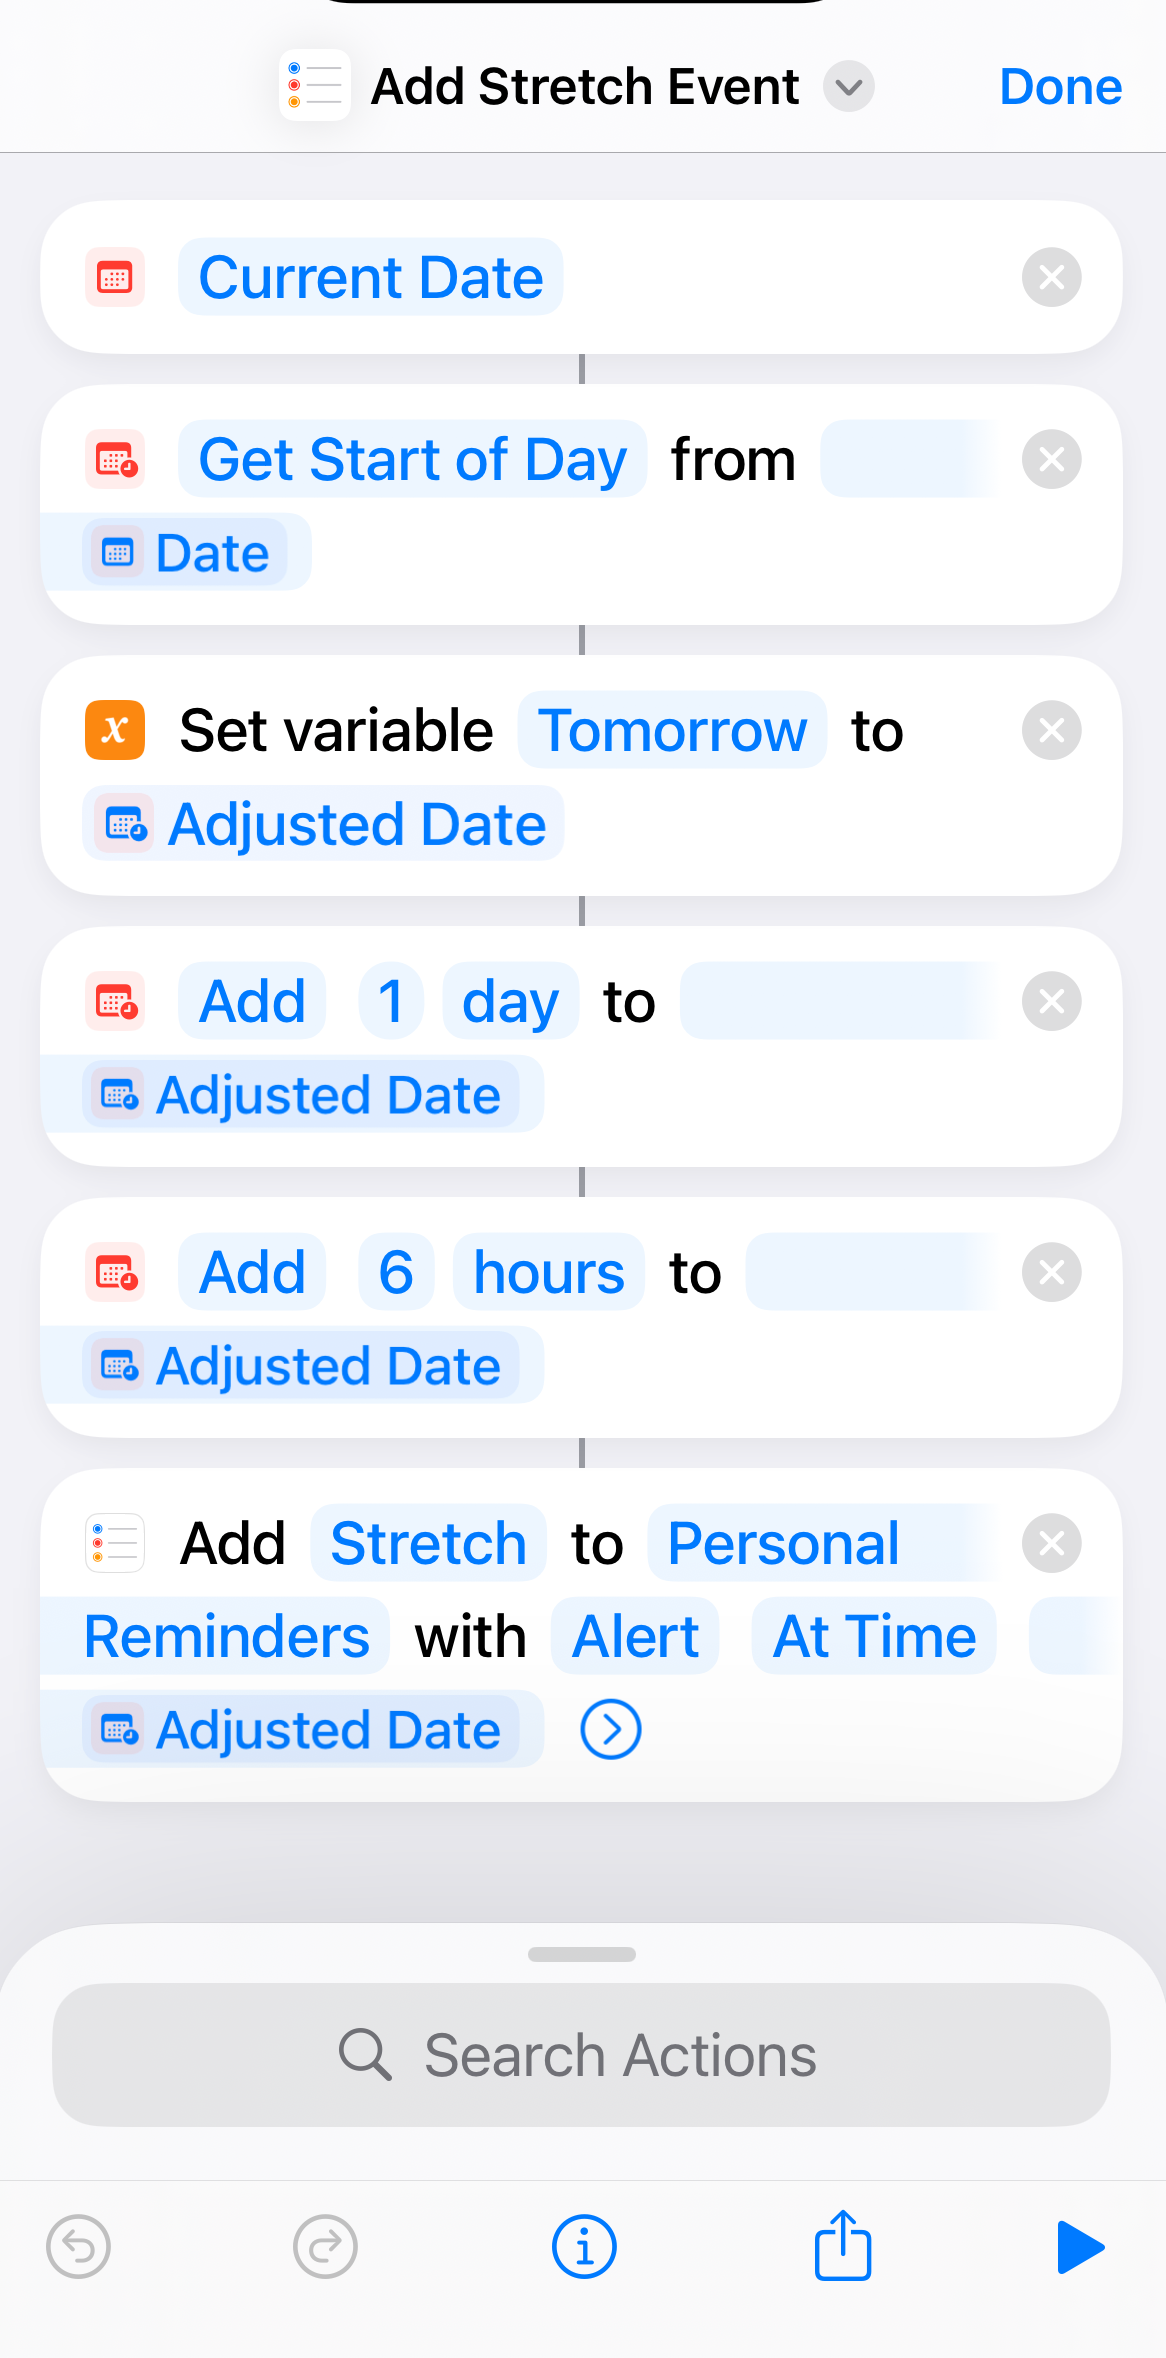 Add Stretch Event
Done
Current Date
Get Start of Day from
Date
x Set variable Tomorrow to
Adjusted Date
Add 1 day to
Adjusted Date
Add 6 hours to
Adjusted Date
Add Stretch to Personal
Reminders with Alert At Time
Adjusted Date
Search Actions